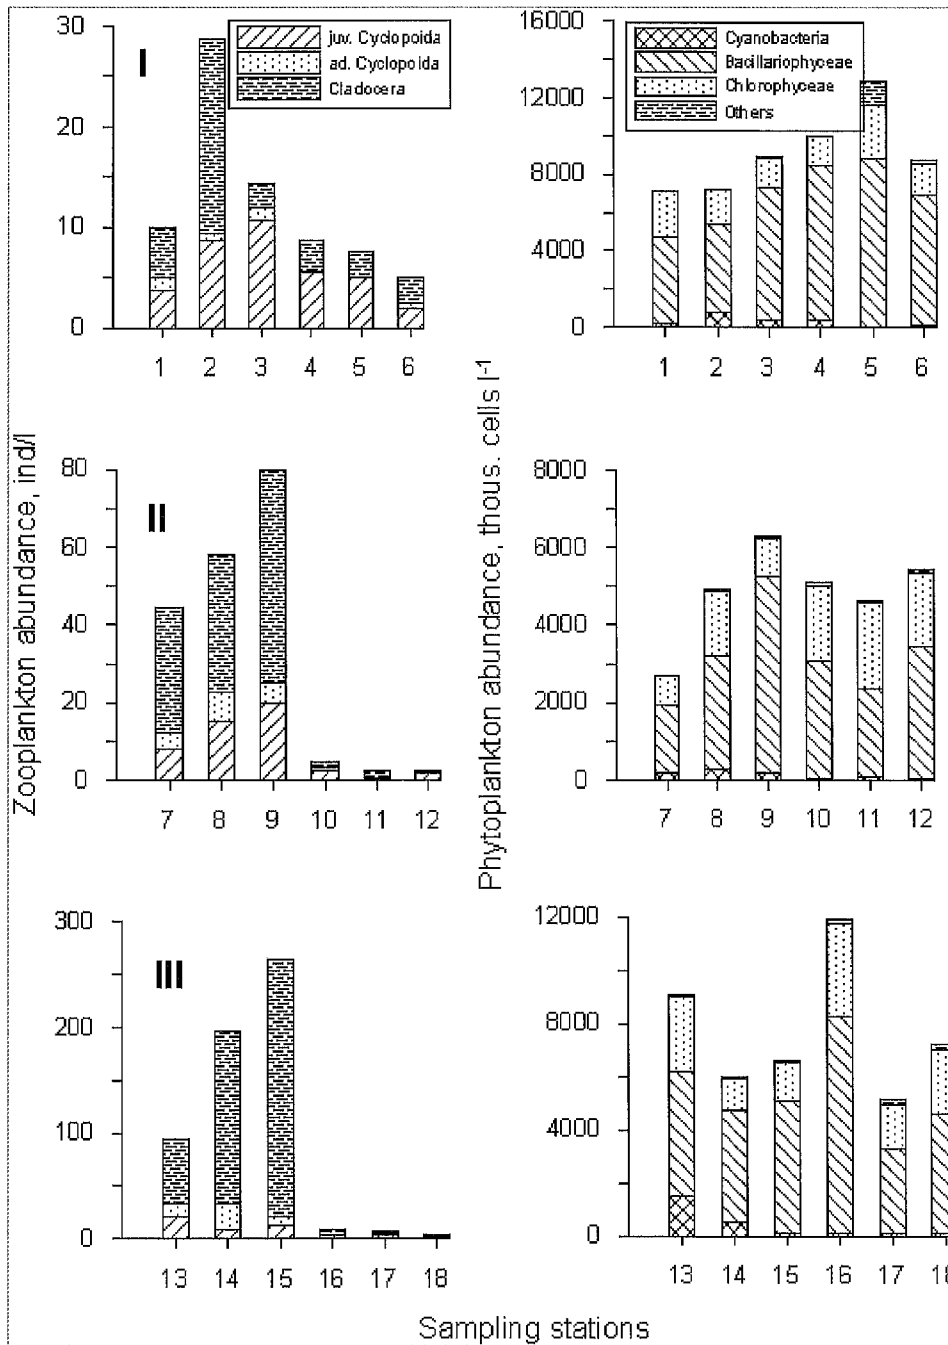 30
20
10
0
I
juv. Cyclopoida
ad. Cyclopoida
Cladocera
1 2 3 4 5 6
16000
12000
8000
4000
0
Cyanobacteria
Bacillariophyceae
Chlorophyceae
Others
1 2 3 4 5 6
Zooplankton abundance, ind/l
80
60
40
20
0
II
7 8 9 10 11 12
Phytoplankton abundance, thous. cells l-1
8000
6000
4000
2000
0
7 8 9 10 11 12
300
200
100
0
III
13 14 15 16 17 18
12000
8000
4000
0
13 14 15 16 17 18
Sampling stations